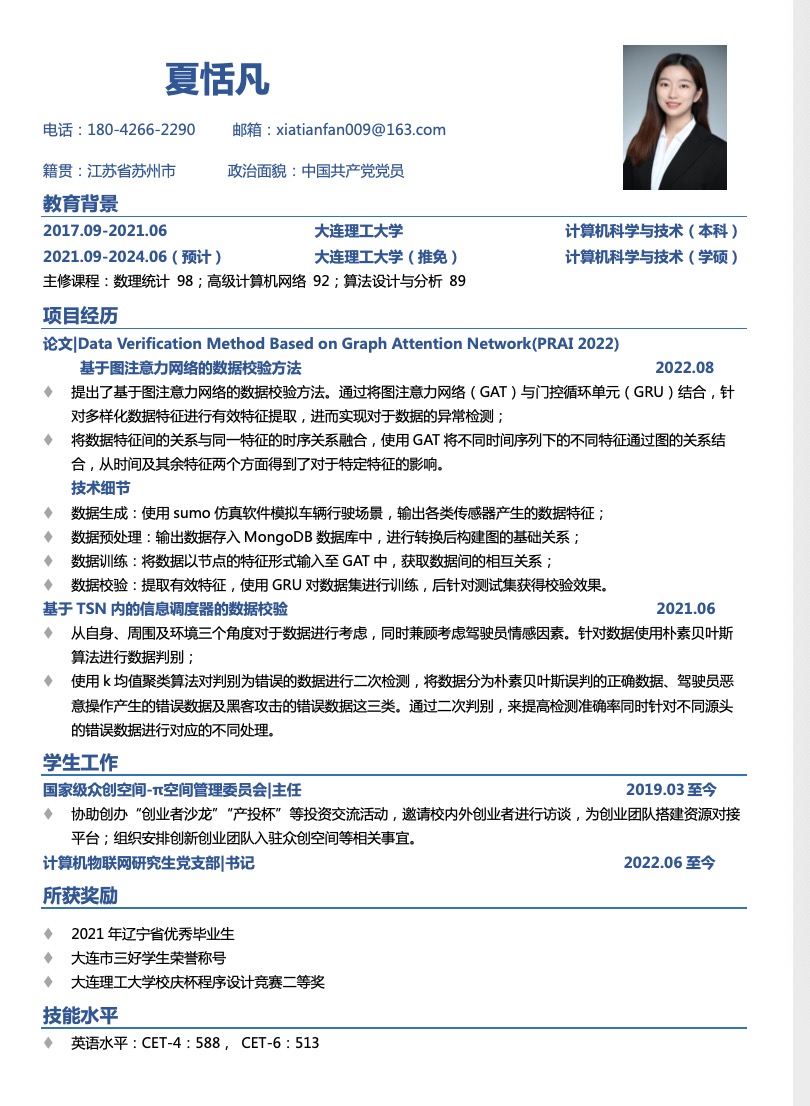 夏恬凡
电话：180-4266-2290 邮箱：xiatianfan009@163.com
籍贯：江苏省苏州市 政治面貌：中国共产党党员
教育背景
2017.09-2021.06 大连理工大学 计算机科学与技术（本科）
2021.09-2024.06（预计） 大连理工大学（推免） 计算机科学与技术（学硕）
主修课程：数理统计 98；高级计算机网络 92；算法设计与分析 89
项目经历
论文|Data Verification Method Based on Graph Attention Network(PRAI 2022)
基于图注意力网络的数据校验方法 2022.08
♦ 提出了基于图注意力网络的数据校验方法。通过将图注意力网络（GAT）与门控循环单元（GRU）结合，针
对多样化数据特征进行有效特征提取，进而实现对于数据的异常检测；
♦ 将数据特征间的关系与同一特征的时序关系融合，使用 GAT 将不同时间序列下的不同特征通过图的关系结
合，从时间及其余特征两个方面得到了对于特定特征的影响。
技术细节
♦ 数据生成：使用 sumo 仿真软件模拟车辆行驶场景，输出各类传感器产生的数据特征；
♦ 数据预处理：输出数据存入 MongoDB 数据库中，进行转换后构建图的基础关系；
♦ 数据训练：将数据以节点的特征形式输入至 GAT 中，获取数据间的相互关系；
♦ 数据校验：提取有效特征，使用 GRU 对数据集进行训练，后针对测试集获得校验效果。
基于 TSN 内的信息调度器的数据校验 2021.06
♦ 从自身、周围及环境三个角度对于数据进行考虑，同时兼顾考虑驾驶员情感因素。针对数据使用朴素贝叶斯
算法进行数据判别；
♦ 使用 k 均值聚类算法对判别为错误的数据进行二次检测，将数据分为朴素贝叶斯误判的正确数据、驾驶员恶
意操作产生的错误数据及黑客攻击的错误数据这三类。通过二次判别，来提高检测准确率同时针对不同源头
的错误数据进行对应的不同处理。
学生工作
国家级众创空间-π空间管理委员会|主任 2019.03 至今
♦ 协助创办“创业者沙龙”“产投杯”等投资交流活动，邀请校内外创业者进行访谈，为创业团队搭建资源对接
平台；组织安排创新创业团队入驻众创空间等相关事宜。
计算机物联网研究生党支部|书记 2022.06 至今
所获奖励
♦ 2021 年辽宁省优秀毕业生
♦ 大连市三好学生荣誉称号
♦ 大连理工大学校庆杯程序设计竞赛二等奖
技能水平
♦ 英语水平：CET-4：588， CET-6：513